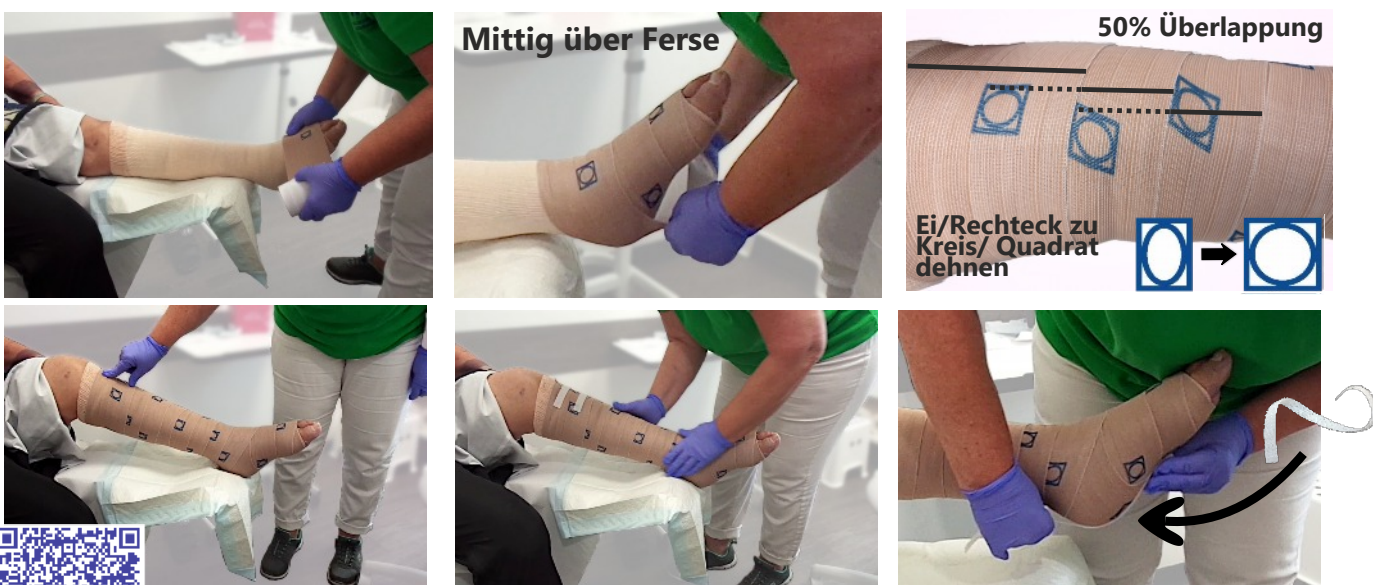 Mittig über Ferse
50% Überlappung
Ei/Rechteck zu
Kreis/ Quadrat
dehnen